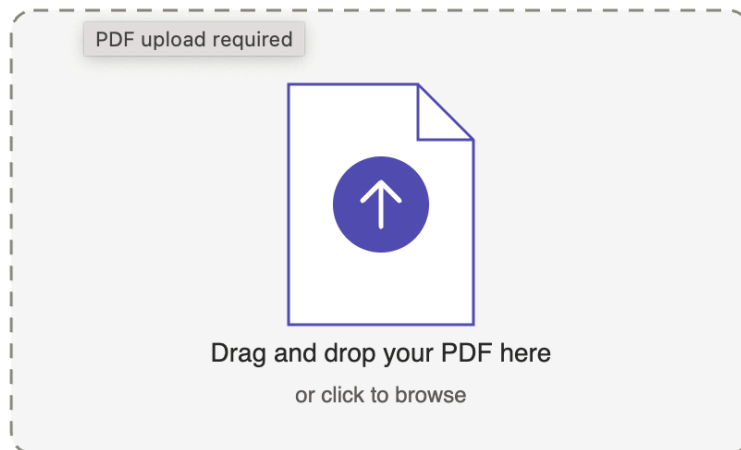 PDF upload required
Drag and drop your PDF here
or click to browse